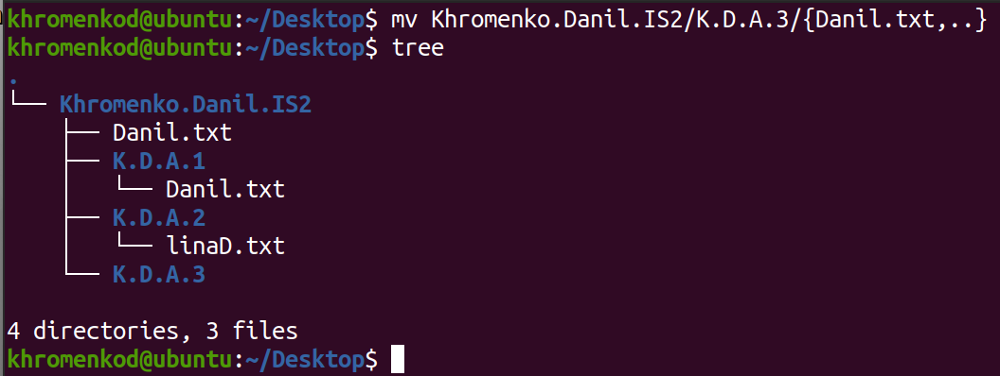 khromenkod@ubuntu:~/Desktop$ mv Khromenko.Danil.IS2/K.D.A.3/{Danil.txt,..}
khromenkod@ubuntu:~/Desktop$ tree
.
└── Khromenko.Danil.IS2
    ├── Danil.txt
    ├── K.D.A.1
    │   └── Danil.txt
    ├── K.D.A.2
    │   └── linaD.txt
    └── K.D.A.3

4 directories, 3 files
khromenkod@ubuntu:~/Desktop$